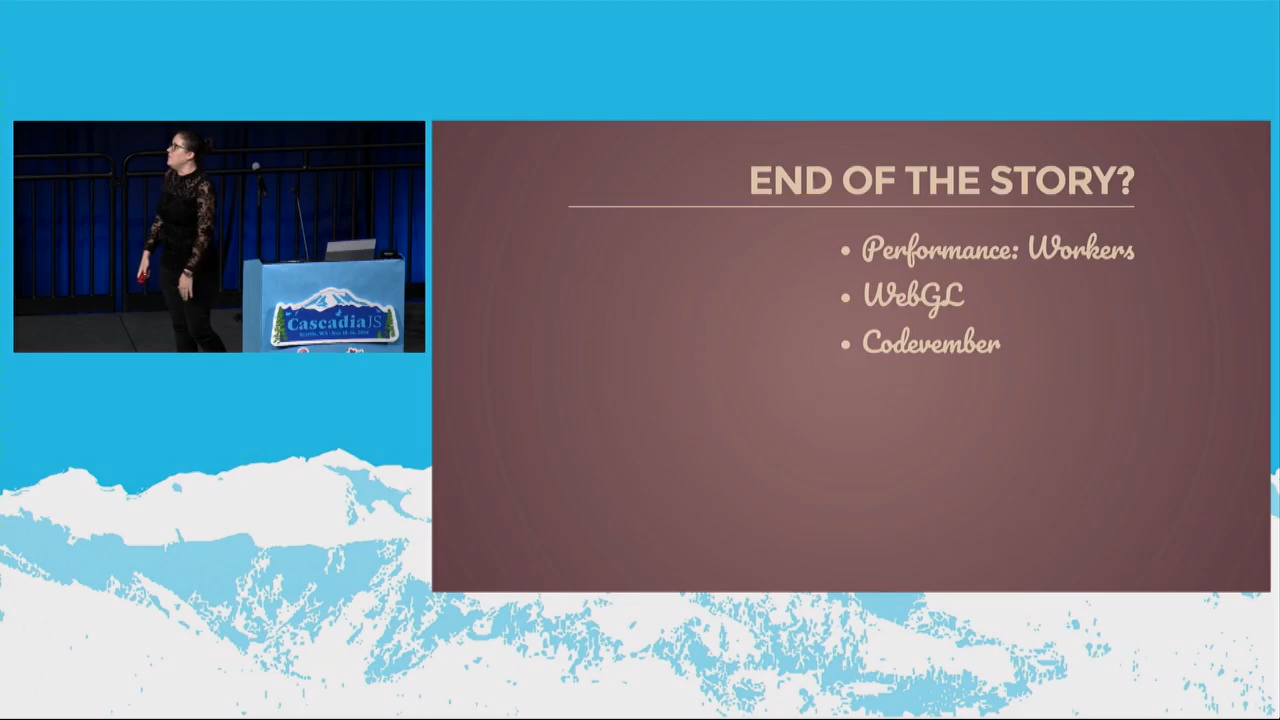 END OF THE STORY?
Performance: Workers
WebGL
Codevember
CascadiaJS